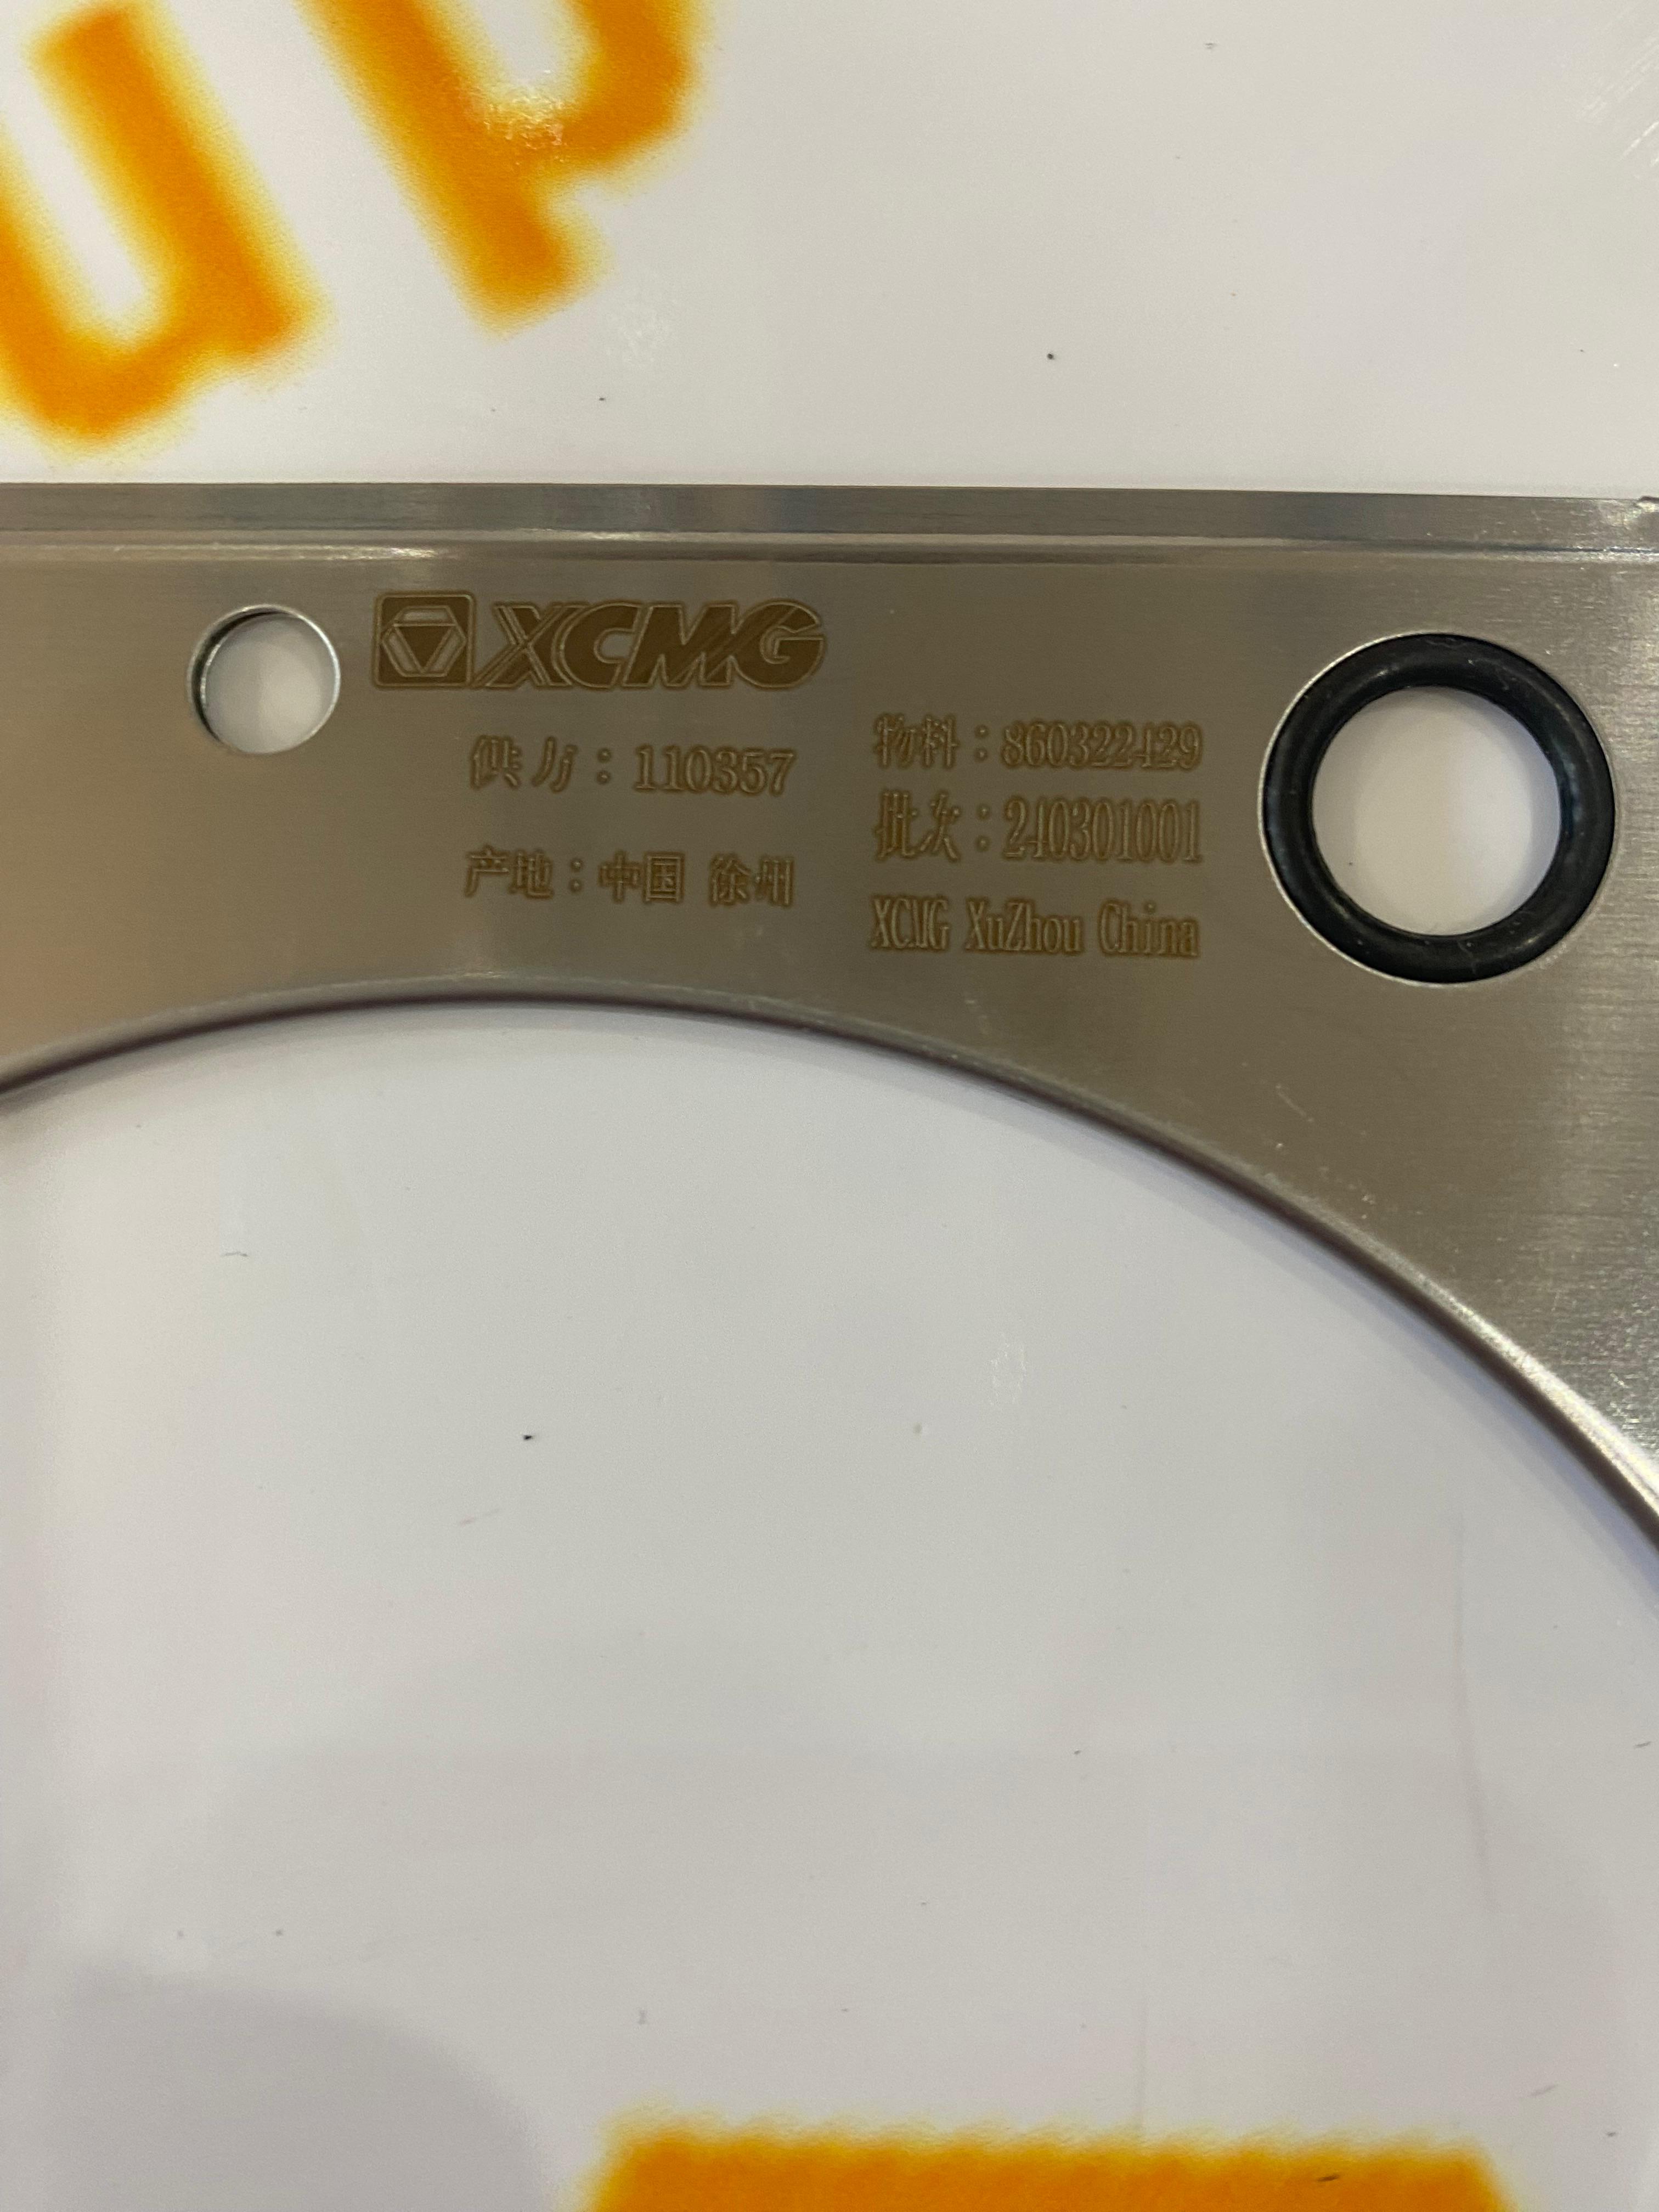 up
XCMG
供方：110357
产地：中国 徐州
物料：860322429
批次：240301001
XCMG XuZhou China